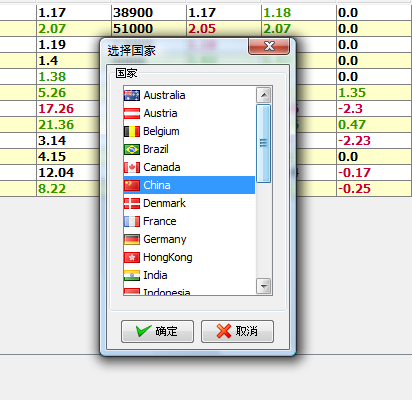 1.17 38900 1.17 1.18 0.0
2.07 51000 2.05 2.07 0.0
1.19 0.0
1.4 0.0
1.38 0.0
5.26 1.35
17.26 -2.3
21.36 0.47
3.14 -2.23
4.15 0.0
12.04 -0.17
8.22 -0.25
选择国家
国家
Australia
Austria
Belgium
Brazil
Canada
China
Denmark
France
Germany
HongKong
India
Indonesia
确定
取消